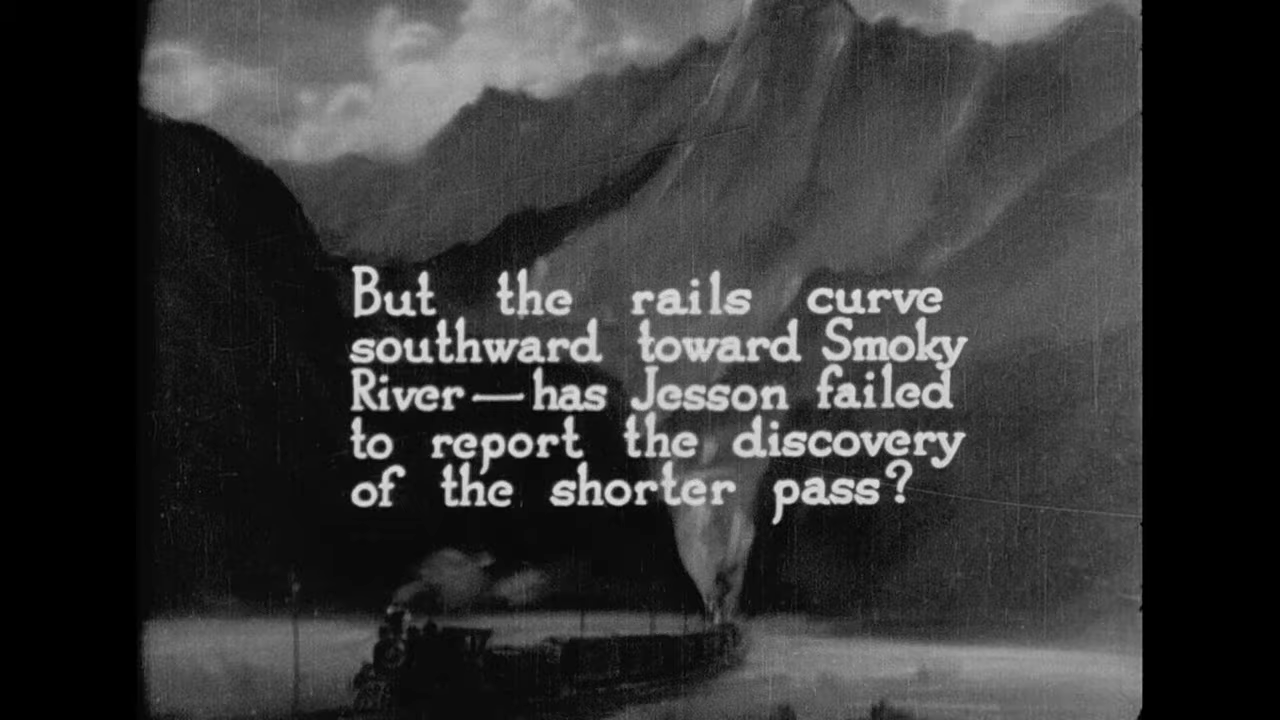 But the rails curve
southward toward Smoky
River—has Jesson failed
to report the discovery
of the shorter pass?